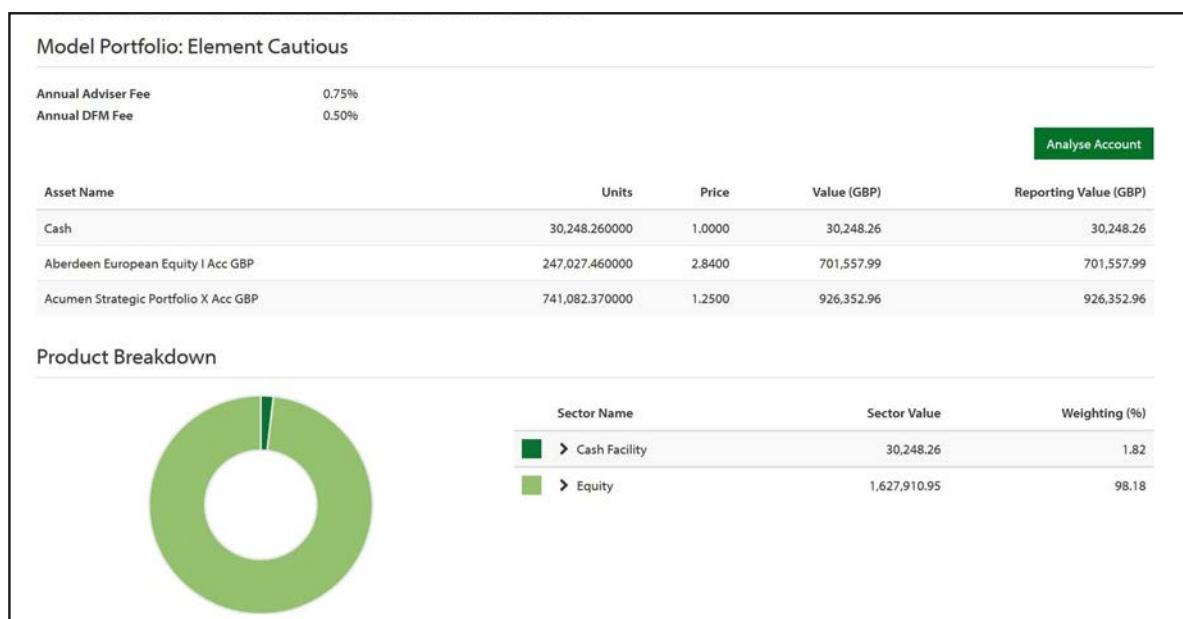 Model Portfolio: Element Cautious
Annual Adviser Fee 0.75%
Annual DFM Fee 0.50%
Analyse Account
Asset Name Units Price Value (GBP) Reporting Value (GBP)
Cash 30,248.260000 1.0000 30,248.26 30,248.26
Aberdeen European Equity I Acc GBP 247,027.460000 2.8400 701,557.99 701,557.99
Acumen Strategic Portfolio X Acc GBP 741,082.370000 1.2500 926,352.96 926,352.96
Product Breakdown
Sector Name Sector Value Weighting (%)
Cash Facility 30,248.26 1.82
Equity 1,627,910.95 98.18